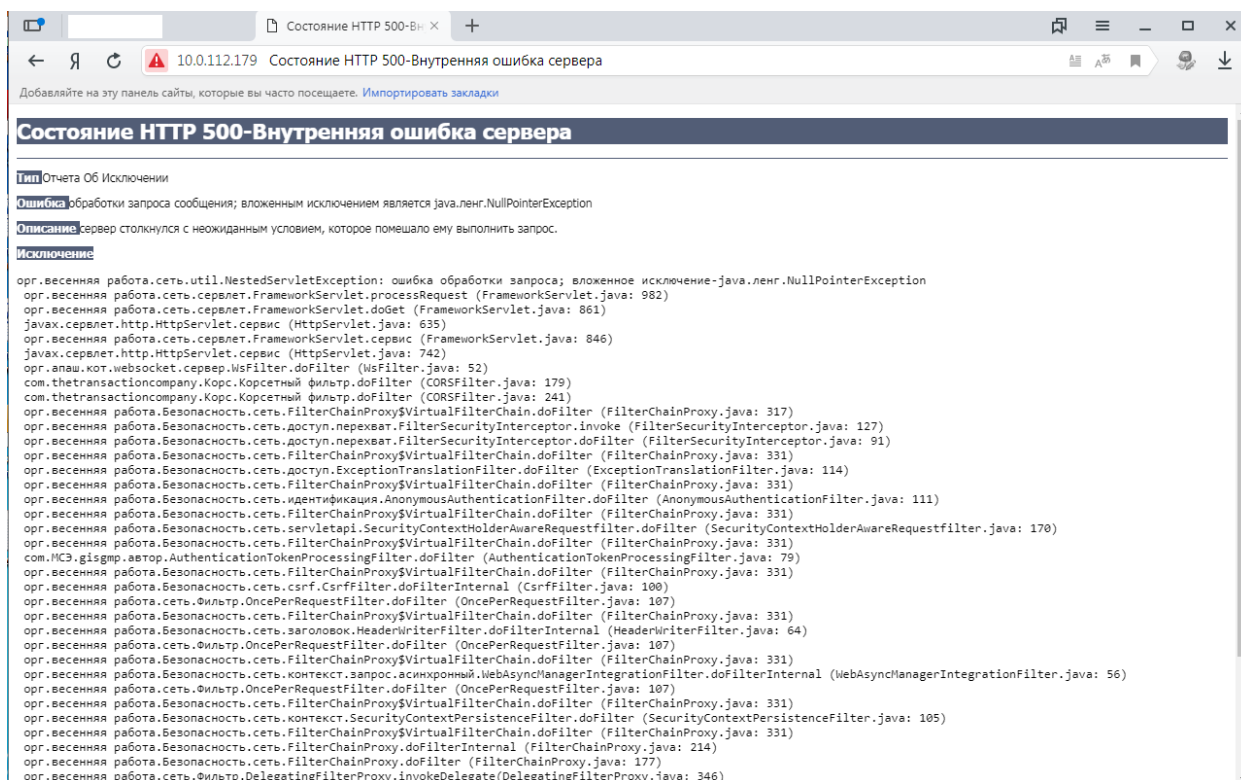 Состояние HTTP 500-Вн
10.0.112.179 Состояние HTTP 500-Внутренняя ошибка сервера
Добавляйте на эту панель сайты, которые вы часто посещаете. Импортировать закладки
Состояние HTTP 500-Внутренняя ошибка сервера
Тип Отчета Об Исключении
Ошибка обработки запроса сообщения; вложенным исключением является java.ленг.NullPointerException
Описание сервер столкнулся с неожиданным условием, которое помешало ему выполнить запрос.
Исключение
орг.весенняя работа.сеть.util.NestedServletException: ошибка обработки запроса; вложенное исключение-java.ленг.NullPointerException
орг.весенняя работа.сеть.сервлет.FrameworkServlet.processRequest (FrameworkServlet.java: 982)
орг.весенняя работа.сеть.сервлет.FrameworkServlet.doGet (FrameworkServlet.java: 861)
javax.сервлет.http.HttpServlet.сервис (HttpServlet.java: 635)
орг.весенняя работа.сеть.сервлет.FrameworkServlet.сервис (FrameworkServlet.java: 846)
javax.сервлет.http.HttpServlet.сервис (HttpServlet.java: 742)
орг.апаш.кот.websocket.сервер.WsFilter.doFilter (WsFilter.java: 52)
com.thetransactioncompany.Корс.Корсетный фильтр.doFilter (CORSFilter.java: 179)
com.thetransactioncompany.Корс.Корсетный фильтр.doFilter (CORSFilter.java: 241)
орг.весенняя работа.Безопасность.сеть.FilterChainProxy$VirtualFilterChain.doFilter (FilterChainProxy.java: 317)
орг.весенняя работа.Безопасность.сеть.доступ.перехват.FilterSecurityInterceptor.invoke (FilterSecurityInterceptor.java: 127)
орг.весенняя работа.Безопасность.сеть.доступ.перехват.FilterSecurityInterceptor.doFilter (FilterSecurityInterceptor.java: 91)
орг.весенняя работа.Безопасность.сеть.FilterChainProxy$VirtualFilterChain.doFilter (FilterChainProxy.java: 331)
орг.весенняя работа.Безопасность.сеть.доступ.ExceptionTranslationFilter.doFilter (ExceptionTranslationFilter.java: 114)
орг.весенняя работа.Безопасность.сеть.FilterChainProxy$VirtualFilterChain.doFilter (FilterChainProxy.java: 331)
орг.весенняя работа.Безопасность.сеть.идентификация.AnonymousAuthenticationFilter.doFilter (AnonymousAuthenticationFilter.java: 111)
орг.весенняя работа.Безопасность.сеть.FilterChainProxy$VirtualFilterChain.doFilter (FilterChainProxy.java: 331)
орг.весенняя работа.Безопасность.сеть.servletapi.SecurityContextHolderAwareRequestfilter.doFilter (SecurityContextHolderAwareRequestfilter.java: 170)
орг.весенняя работа.Безопасность.сеть.FilterChainProxy$VirtualFilterChain.doFilter (FilterChainProxy.java: 331)
com.МСЭ.gisgmp.автор.AuthenticationTokenProcessingFilter.doFilter (AuthenticationTokenProcessingFilter.java: 79)
орг.весенняя работа.Безопасность.сеть.FilterChainProxy$VirtualFilterChain.doFilter (FilterChainProxy.java: 331)
орг.весенняя работа.Безопасность.сеть.csrf.CsrfFilter.doFilterInternal (CsrfFilter.java: 100)
орг.весенняя работа.сеть.Фильтр.OncePerRequestFilter.doFilter (OncePerRequestFilter.java: 107)
орг.весенняя работа.Безопасность.сеть.FilterChainProxy$VirtualFilterChain.doFilter (FilterChainProxy.java: 331)
орг.весенняя работа.Безопасность.сеть.заголовок.HeaderWriterFilter.doFilterInternal (HeaderWriterFilter.java: 64)
орг.весенняя работа.сеть.Фильтр.OncePerRequestFilter.doFilter (OncePerRequestFilter.java: 107)
орг.весенняя работа.Безопасность.сеть.FilterChainProxy$VirtualFilterChain.doFilter (FilterChainProxy.java: 331)
орг.весенняя работа.Безопасность.сеть.контекст.запрос.асинхронный.WebAsyncManagerIntegrationFilter.doFilterInternal (WebAsyncManagerIntegrationFilter.java: 56)
орг.весенняя работа.сеть.Фильтр.OncePerRequestFilter.doFilter (OncePerRequestFilter.java: 107)
орг.весенняя работа.Безопасность.сеть.FilterChainProxy$VirtualFilterChain.doFilter (FilterChainProxy.java: 331)
орг.весенняя работа.Безопасность.сеть.контекст.SecurityContextPersistenceFilter.doFilter (SecurityContextPersistenceFilter.java: 105)
орг.весенняя работа.Безопасность.сеть.FilterChainProxy$VirtualFilterChain.doFilter (FilterChainProxy.java: 331)
орг.весенняя работа.Безопасность.сеть.FilterChainProxy.doFilterInternal (FilterChainProxy.java: 214)
орг.весенняя работа.Безопасность.сеть.FilterChainProxy.doFilter (FilterChainProxy.java: 177)
орг.весенняя работа.сеть.Фильтр.DelegatingFilterProxy.invokeDelegate(DelegatingFilterProxy.java: 346)